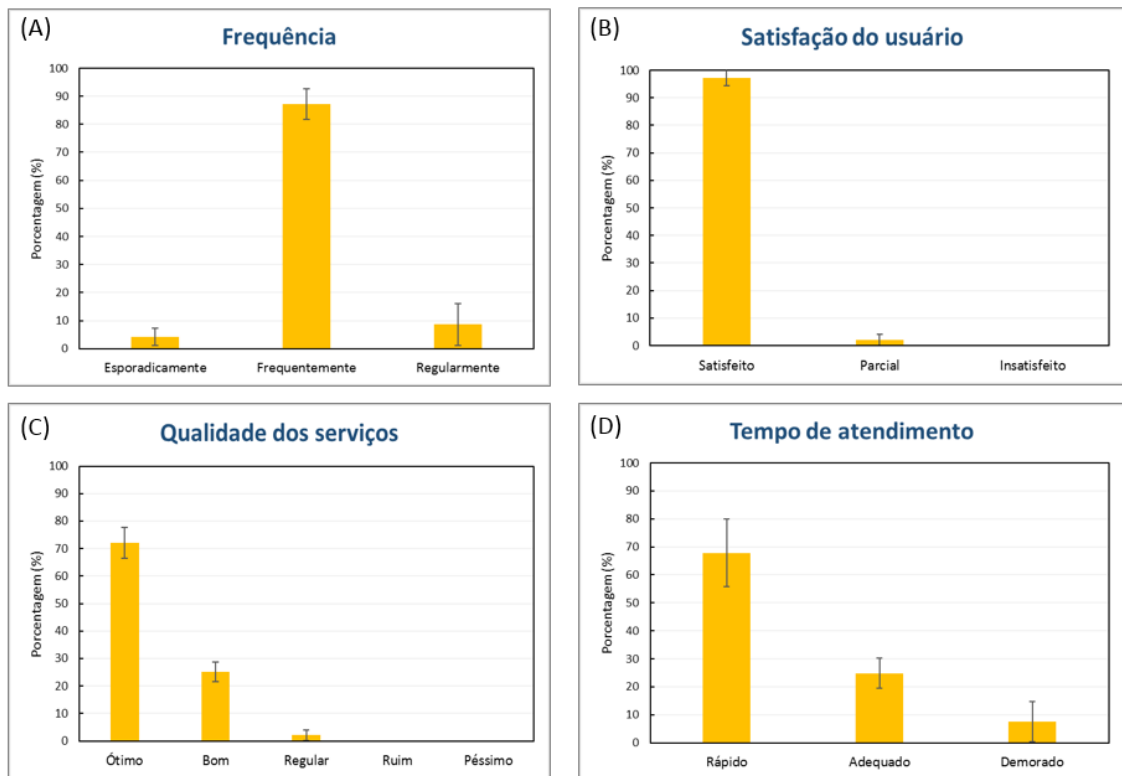 (A)
Frequência
Porcentagem (%)
100
90
80
70
60
50
40
30
20
10
0
Esporadicamente Frequentemente Regularmente
(B)
Satisfação do usuário
Porcentagem (%)
100
90
80
70
60
50
40
30
20
10
0
Satisfeito Parcial Insatisfeito
(C)
Qualidade dos serviços
Porcentagem (%)
100
90
80
70
60
50
40
30
20
10
0
Ótimo Bom Regular Ruim Péssimo
(D)
Tempo de atendimento
Porcentagem (%)
100
90
80
70
60
50
40
30
20
10
0
Rápido Adequado Demorado